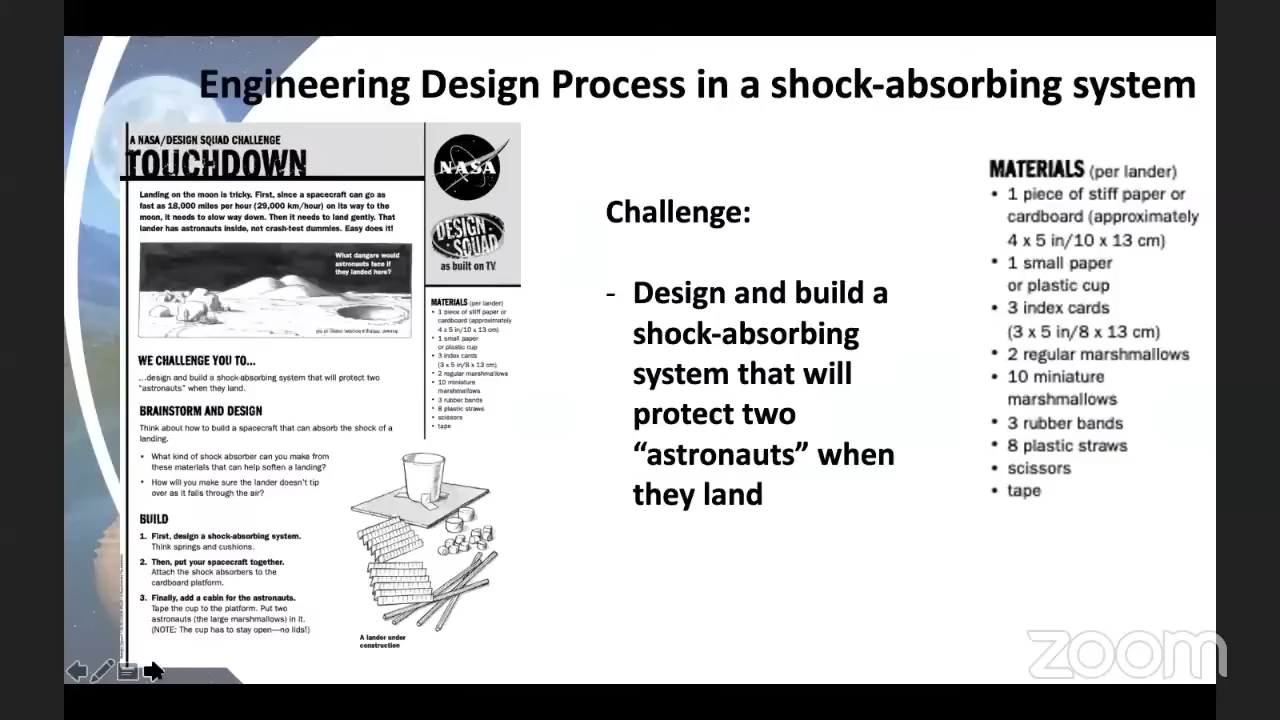 Engineering Design Process in a shock-absorbing system
A NASA/DESIGN SQUAD CHALLENGE
TOUCHDOWN
Landing on the moon is tricky. First, since a spacecraft can go as
fast as 18,000 miles per hour (29,000 km/hour) on its way to the
moon, it needs to slow way down. Then it needs to land gently. That
lander has astronauts inside, not crash-test dummies. Easy does it!
What dangers would
astronauts face if
they landed here?
WE CHALLENGE YOU TO...
...design and build a shock-absorbing system that will protect two
“astronauts” when they land.
BRAINSTORM AND DESIGN
Think about how to build a spacecraft that can absorb the shock of a
landing.
• What kind of shock absorber can you make from
these materials that can help soften a landing?
• How will you make sure the lander doesn't tip
over as it falls through the air?
BUILD
1. First, design a shock-absorbing system.
Think springs and cushions.
2. Then, put your spacecraft together.
Attach the shock absorbers to the
cardboard platform.
3. Finally, add a cabin for the astronauts.
Tape the cup to the platform. Put two
astronauts (the large marshmallows) in it.
(NOTE: The cup has to stay open—no lids!)
NASA
DESIGN
SQUAD
as built on TV
MATERIALS (per lander)
• 1 piece of stiff paper or
cardboard (approximately
4 x 5 in/10 x 13 cm)
• 1 small paper
or plastic cup
• 3 index cards
(3 x 5 in/8 x 13 cm)
• 2 regular marshmallows
• 10 miniature
marshmallows
• 3 rubber bands
• 8 plastic straws
• scissors
• tape
A lander under
construction
Challenge:
- Design and build a
shock-absorbing
system that will
protect two
“astronauts” when
they land
MATERIALS (per lander)
• 1 piece of stiff paper or
cardboard (approximately
4 x 5 in/10 x 13 cm)
• 1 small paper
or plastic cup
• 3 index cards
(3 x 5 in/8 x 13 cm)
• 2 regular marshmallows
• 10 miniature
marshmallows
• 3 rubber bands
• 8 plastic straws
• scissors
• tape
zoom